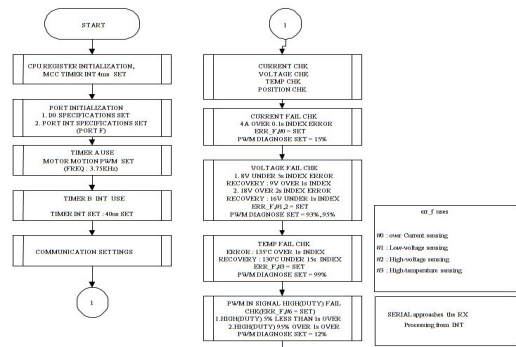 START
CPU REGISTER INITIALIZATION,
MCC TIMER INT 4ms SET
PORT INITIALIZATION
1. D0 SPECIFICATIONS SET
2. PORT INT SPECIFICATIONS SET
(PORT F)
TIMER A USE
MOTOR MOTION PWM SET
(FREQ : 3.75KHz)
TIMER B INT USE
TIMER INT SET : 40ms SET
COMMUNICATION SETTINGS
1
1
CURRENT CHK
VOLTAGE CHK
TEMP CHK
POSITION CHK
CURRENT FAIL CHK
4A OVER 0.1s INDEX ERROR
ERR_F,#0 = SET
PWM DIAGNOSE SET = 15%
VOLTAGE FAIL CHK
1. 8V UNDER 5s INDEX ERROR
RECOVERY : 9V OVER 1s INDEX
2. 18V OVER 2s INDEX ERROR
RECOVERY : 16V UNDER 1s INDEX
ERR_F,#1,2 = SET
PWM DIAGNOSE SET = 93%,95%
TEMP FAIL CHK
ERROR : 135℃ OVER 1s INDEX
RECOVERY : 130℃ UNDER 15s INDEX
ERR_F,#3 = SET
PWM DIAGNOSE SET = 99%
PWM IN SIGNAL HIGH(DUTY) FAIL
CHK(ERR_F,#6 = SET)
1.HIGH(DUTY) 5% LESS THAN 1s OVER
2.HIGH(DUTY) 95% OVER 1s OVER
PWM DIAGNOSE SET = 12%
err_f uses
#0 : over Current sensing
#1 : Low-voltage sensing
#2 : High-voltage sensing
#3 : High-temperature sensing
SERIAL approaches the RX
Processing from INT